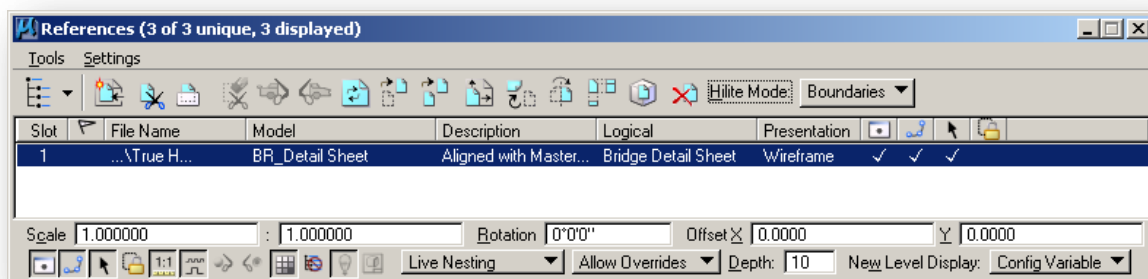 References (3 of 3 unique, 3 displayed)
Tools Settings
Hilite Mode: Boundaries
Slot File Name Model Description Logical Presentation
1 ...\True H... BR_Detail Sheet Aligned with Master... Bridge Detail Sheet Wireframe
Scale 1.000000 : 1.000000 Rotation 0°0'0'' Offset X 0.0000 Y 0.0000
1:1 Live Nesting Allow Overrides Depth: 10 New Level Display: Config Variable